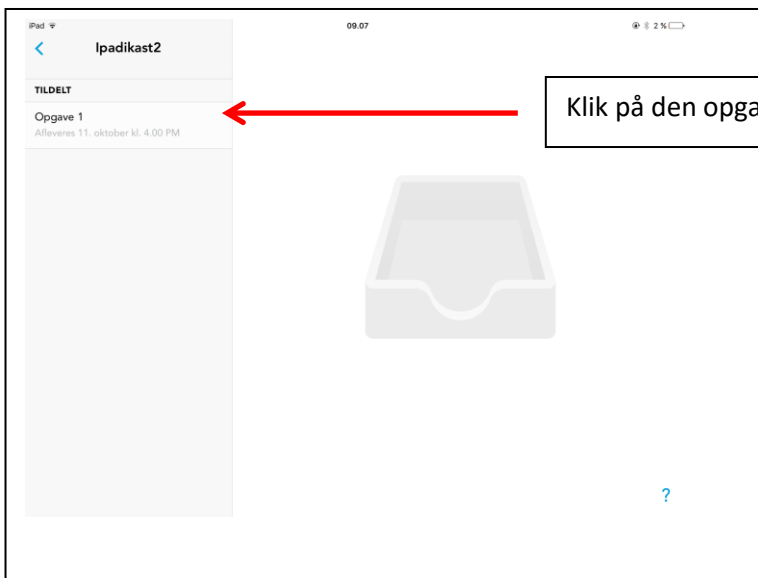 iPad 09.07 2 %
Ipadikast2
TILDELT
Opgave 1
Afleveres 11. oktober kl. 4.00 PM
Klik på den opga
?